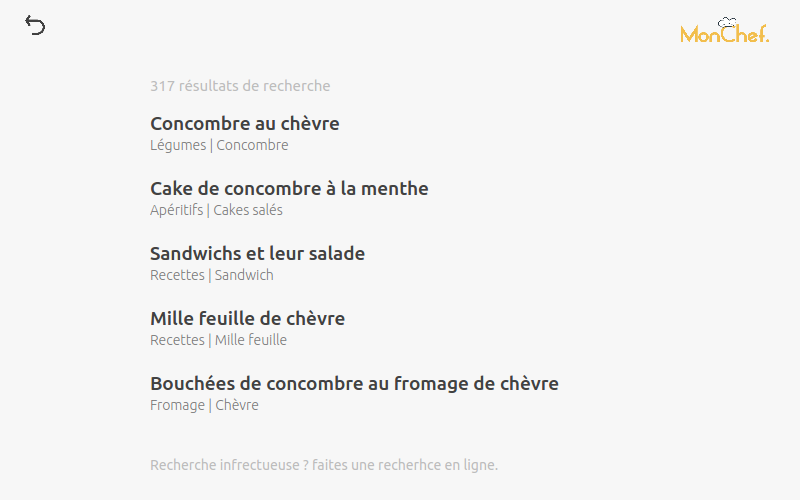 MonChef.
317 résultats de recherche
Concombre au chèvre
Légumes | Concombre
Cake de concombre à la menthe
Apéritifs | Cakes salés
Sandwichs et leur salade
Recettes | Sandwich
Mille feuille de chèvre
Recettes | Mille feuille
Bouchées de concombre au fromage de chèvre
Fromage | Chèvre
Recherche infrectueuse ? faites une recherhce en ligne.